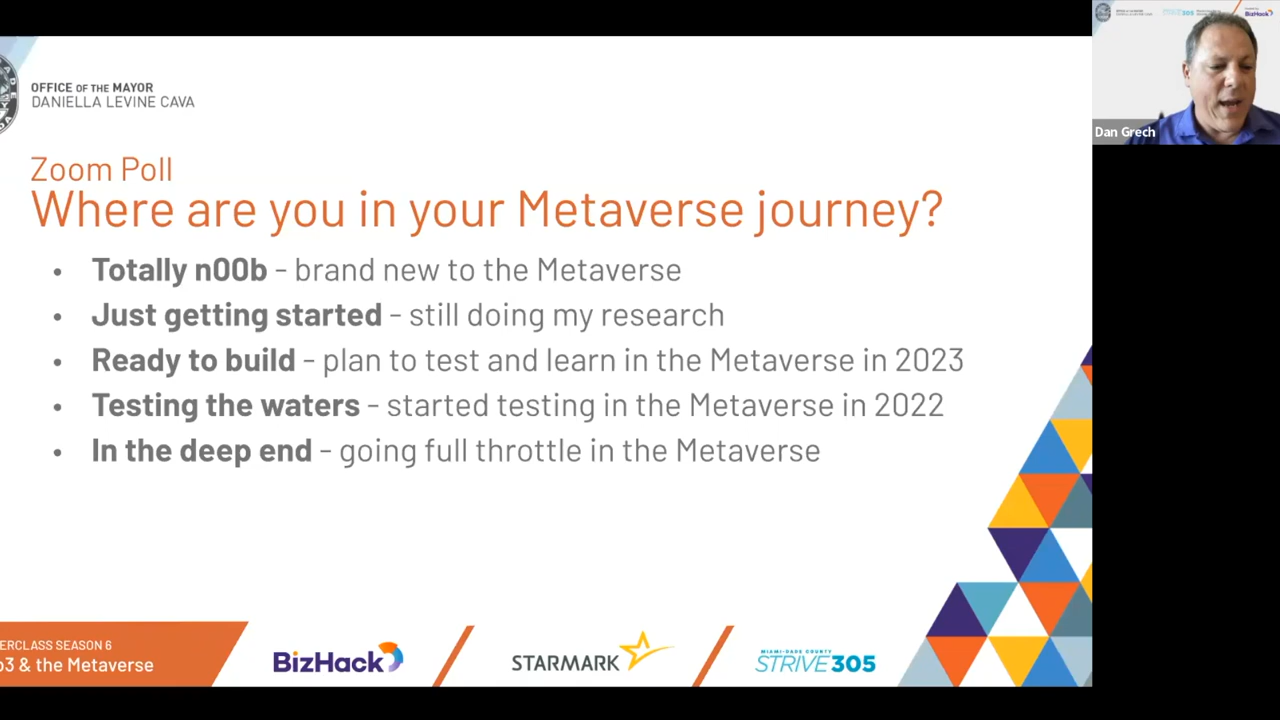 OFFICE OF THE MAYOR
DANIELLA LEVINE CAVA
Zoom Poll
Where are you in your Metaverse journey?
• Totally n00b - brand new to the Metaverse
• Just getting started - still doing my research
• Ready to build - plan to test and learn in the Metaverse in 2023
• Testing the waters - started testing in the Metaverse in 2022
• In the deep end - going full throttle in the Metaverse
ERCLASS SEASON 6
3 & the Metaverse
BizHack
STARMARK
MIAMI-DADE COUNTY
STRIVE305
BizHack
Dan Grech